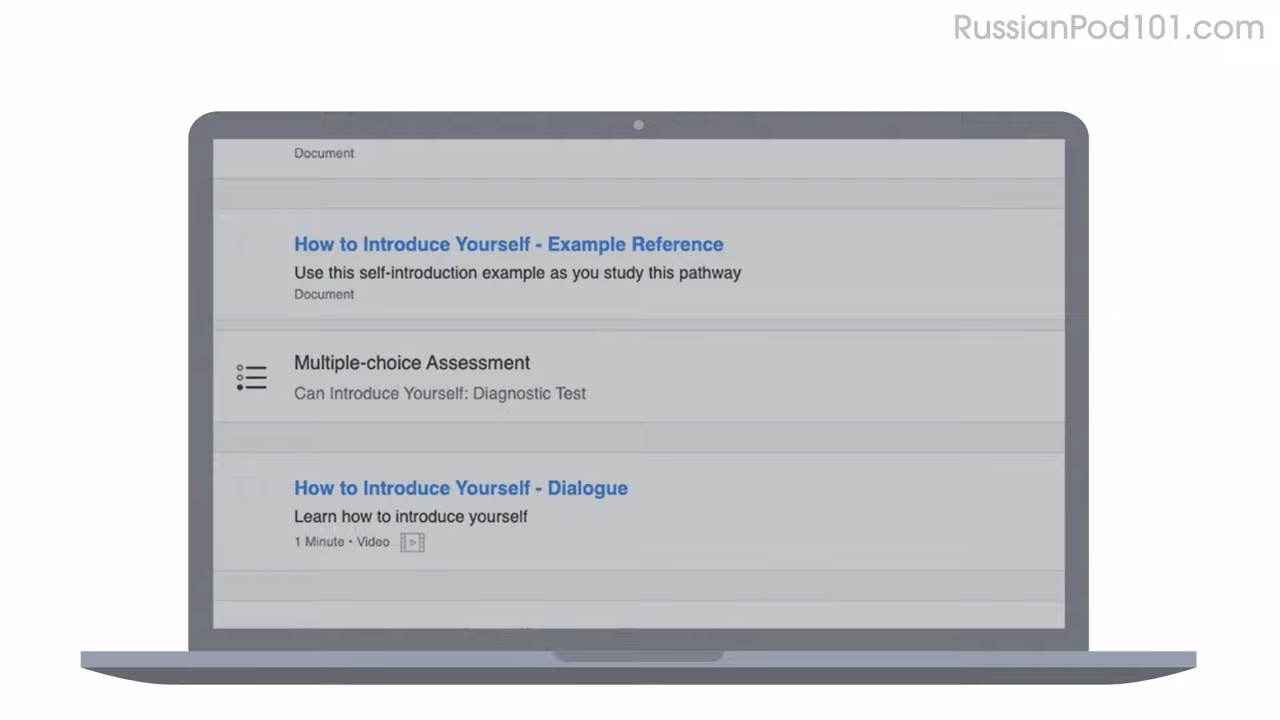 RussianPod101.com
Document
How to Introduce Yourself - Example Reference
Use this self-introduction example as you study this pathway
Document
Multiple-choice Assessment
Can Introduce Yourself: Diagnostic Test
How to Introduce Yourself - Dialogue
Learn how to introduce yourself
1 Minute • Video